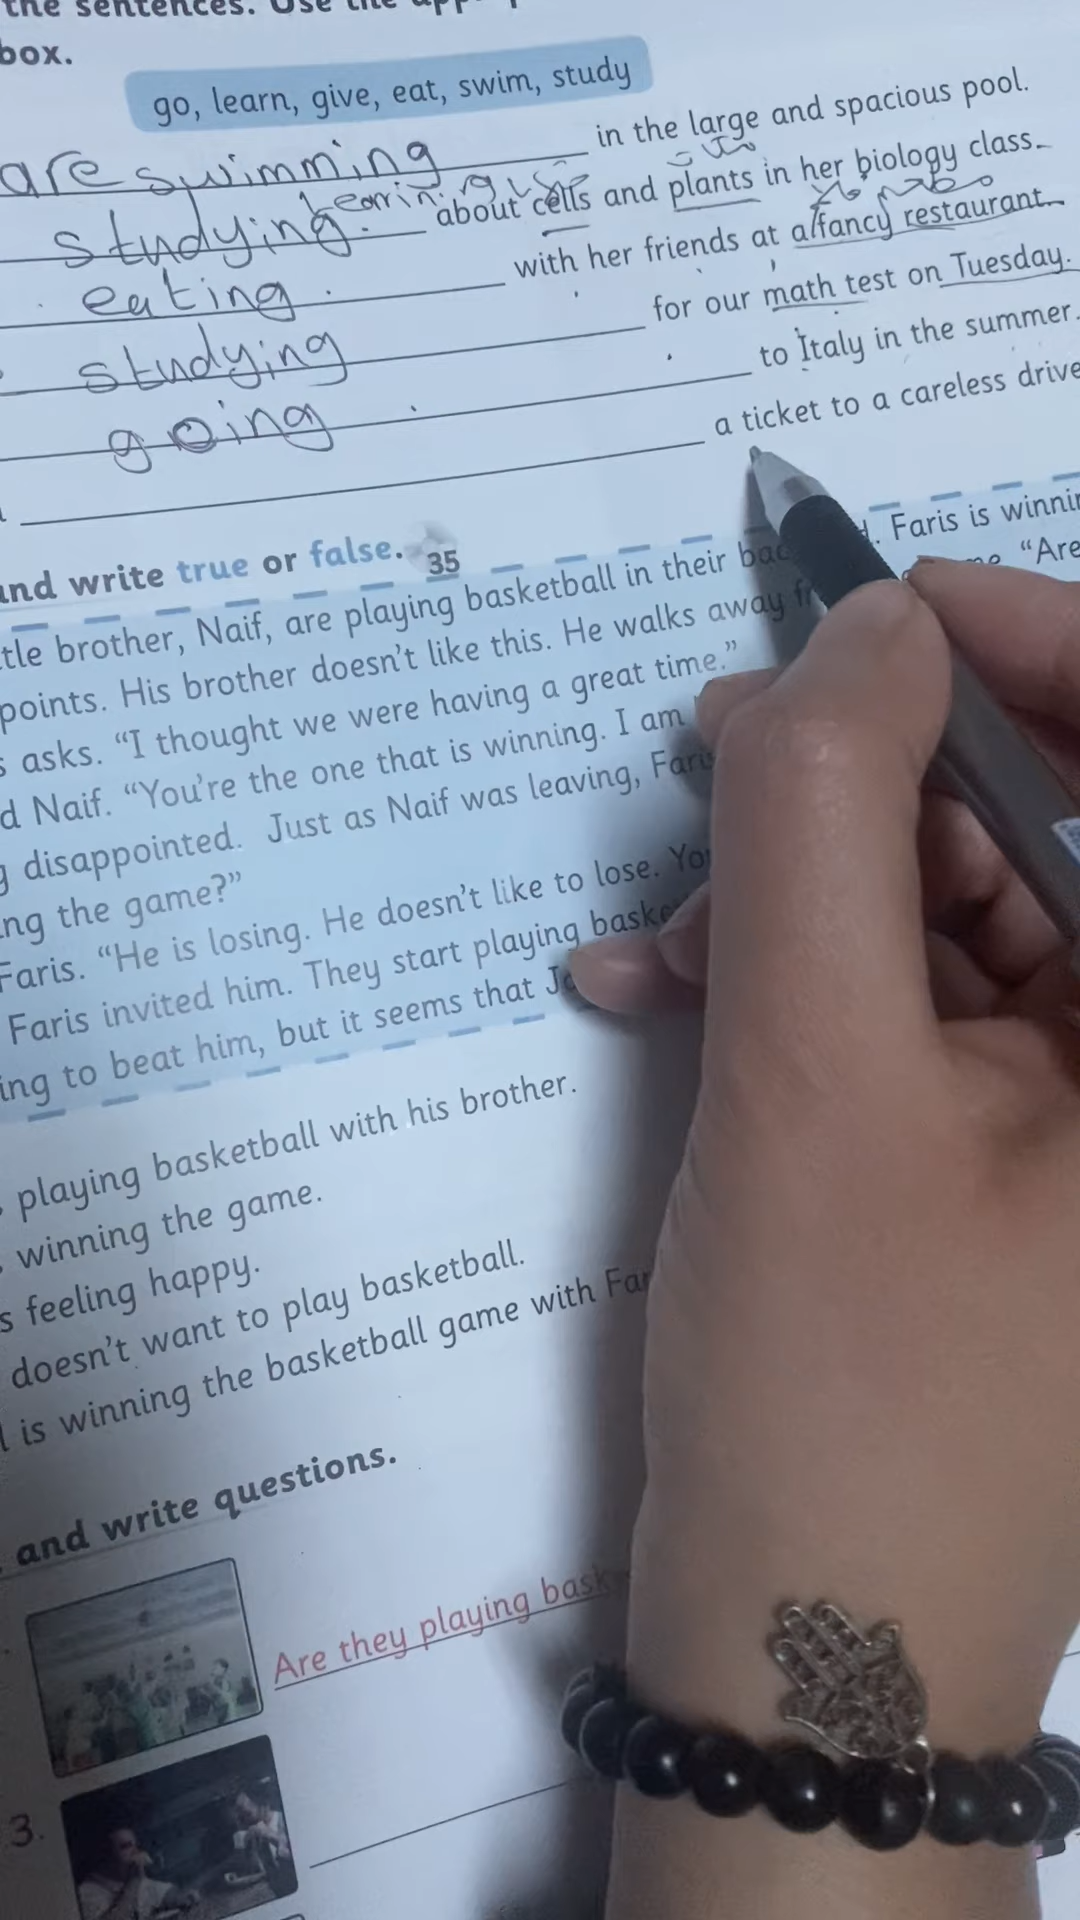 the sentences. Use the
box.
go, learn, give, eat, swim, study
are swimming in the large and spacious pool.
learning
studying. about cells and plants in her biology class.
eating. with her friends at a fancy restaurant.
studying for our math test on Tuesday.
going to Italy in the summer.
a ticket to a careless drive
and write true or false. 35
tle brother, Naif, are playing basketball in their bac d. Faris is winnin
points. His brother doesn't like this. He walks away "Are
s asks. "I thought we were having a great time."
d Naif. "You're the one that is winning. I am
g disappointed. Just as Naif was leaving, Faris
ing the game?"
Faris. "He is losing. He doesn't like to lose. You
Faris invited him. They start playing baske
ing to beat him, but it seems that
playing basketball with his brother.
winning the game.
s feeling happy.
doesn't want to play basketball.
l is winning the basketball game with Far
and write questions.
Are they playing bask
3.